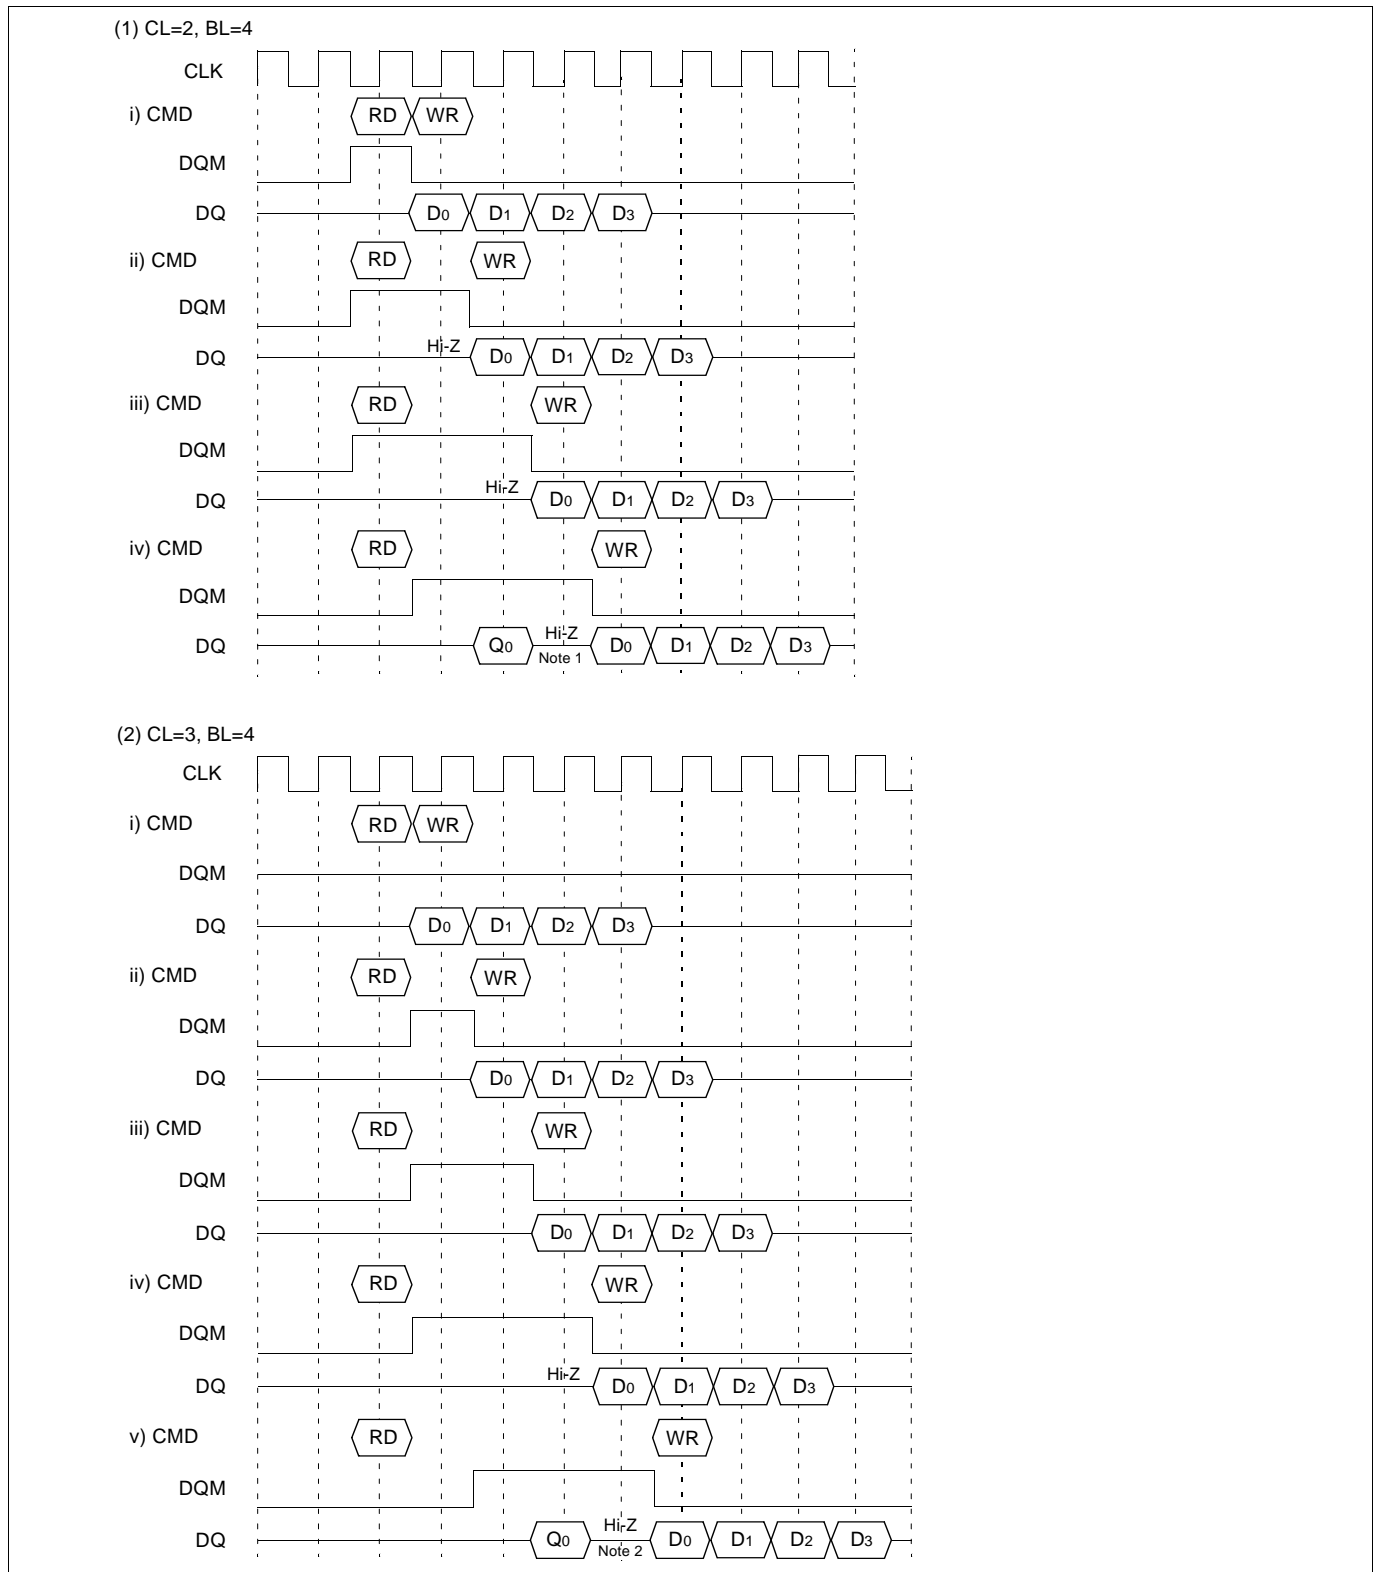 (1) CL=2, BL=4
CLK
i) CMD RD WR
DQM
DQ D0 D1 D2 D3
ii) CMD RD WR
DQM
DQ Hi-Z D0 D1 D2 D3
iii) CMD RD WR
DQM
DQ Hi-Z D0 D1 D2 D3
iv) CMD RD WR
DQM
DQ Q0 Hi-Z D0 D1 D2 D3
Note 1
(2) CL=3, BL=4
CLK
i) CMD RD WR
DQM
DQ D0 D1 D2 D3
ii) CMD RD WR
DQM
DQ D0 D1 D2 D3
iii) CMD RD WR
DQM
DQ D0 D1 D2 D3
iv) CMD RD WR
DQM
DQ Hi-Z D0 D1 D2 D3
v) CMD RD WR
DQM
DQ Q0 Hi-Z D0 D1 D2 D3
Note 2